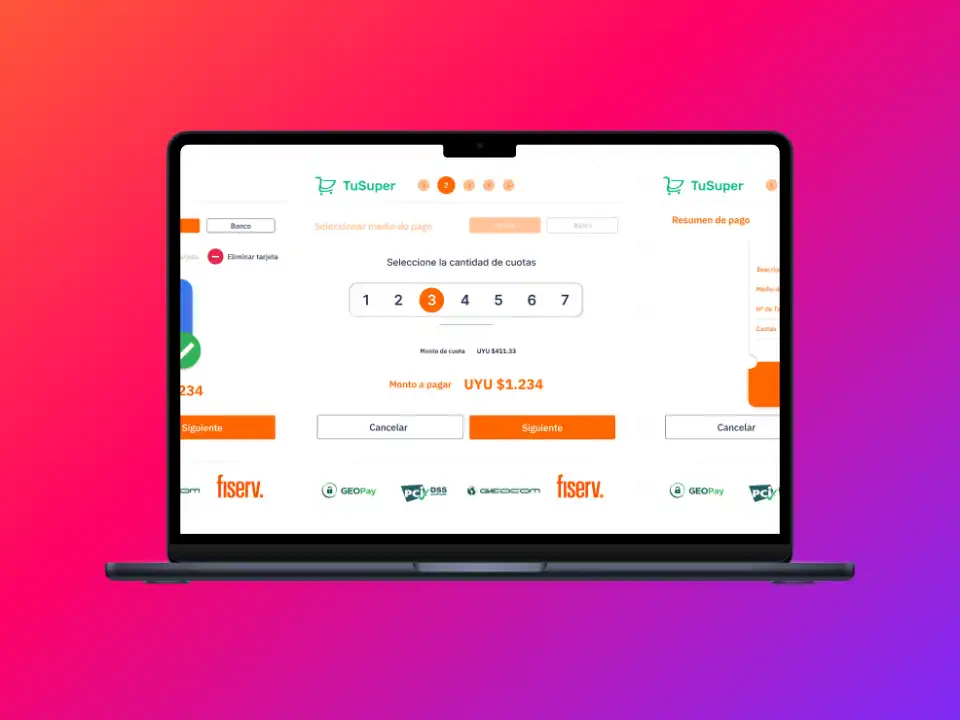 Banco
Eliminar tarjeta
234
Siguiente
fiserv.
TuSuper
2
Seleccionar medio de pago
Banco
Seleccione la cantidad de cuotas
1 2 3 4 5 6 7
Monto de cuota UYU $411.33
Monto a pagar UYU $1.234
Cancelar
Siguiente
GEOPay
PCI DSS
GEOCOM
fiserv.
TuSuper
Resumen de pago
Cuotas
Cancelar
GEOPay
PCI